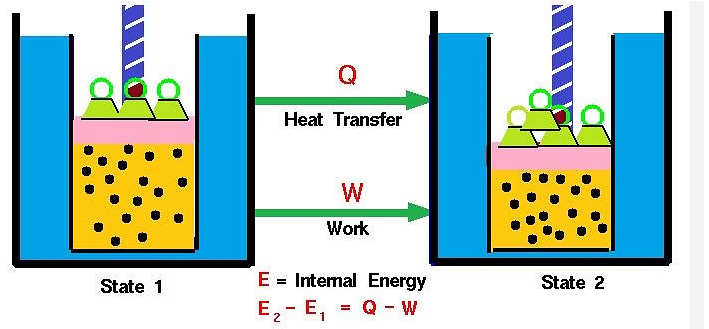 Q
Heat Transfer
W
Work
State 1
State 2
E = Internal Energy
E₂ - E₁ = Q - W